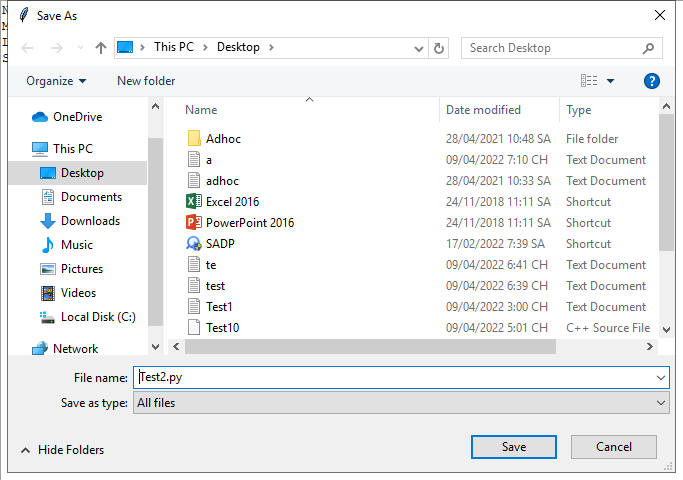 Save As
This PC > Desktop >
Search Desktop
Organize
New folder
?
Name
Date modified
Type
OneDrive
This PC
Desktop
Documents
Downloads
Music
Pictures
Videos
Local Disk (C:)
Network
Adhoc 28/04/2021 10:48 SA File folder
a 09/04/2022 7:10 CH Text Document
adhoc 28/04/2021 10:33 SA Text Document
Excel 2016 24/11/2018 11:11 SA Shortcut
PowerPoint 2016 24/11/2018 11:11 SA Shortcut
SADP 17/02/2022 7:39 SA Shortcut
te 09/04/2022 6:41 CH Text Document
test 09/04/2022 6:39 CH Text Document
Test1 09/04/2022 3:00 CH Text Document
Test10 09/04/2022 5:01 CH C++ Source File
File name: Test2.py
Save as type: All files
Hide Folders
Save
Cancel